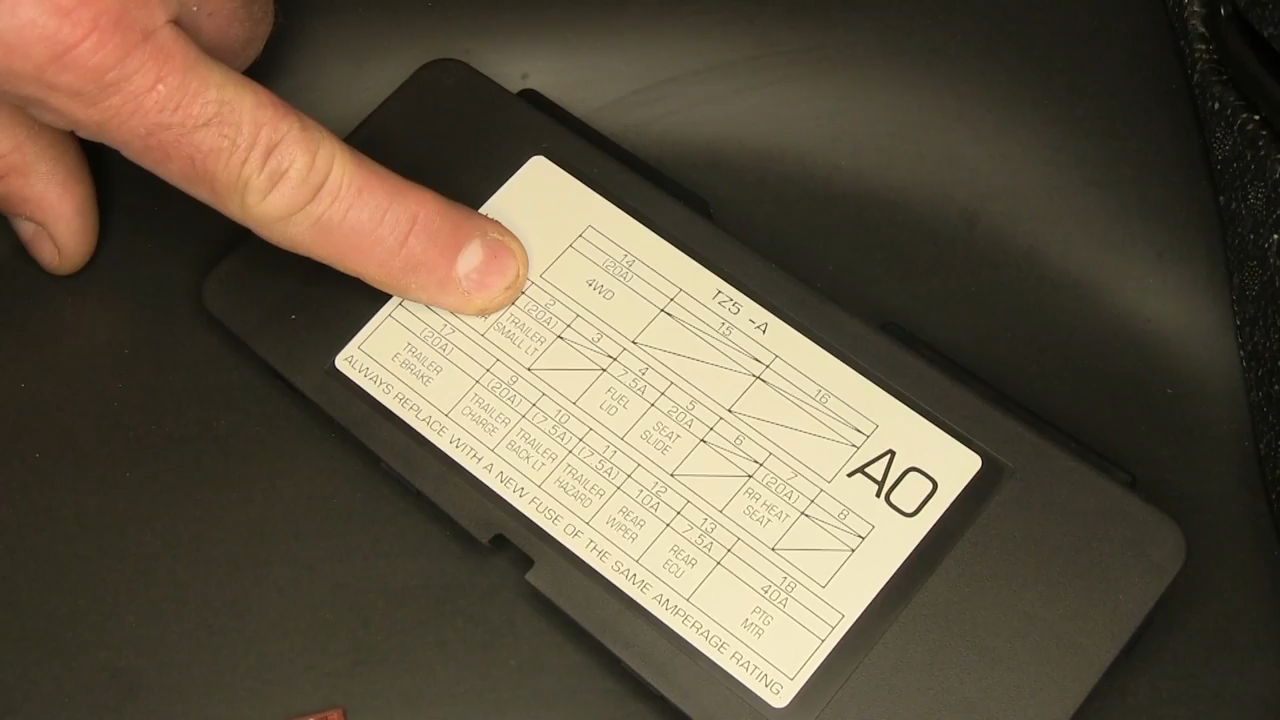 TZ5 -A
14
(20A)
4WD
15
16
AO
2
(20A)
TRAILER
SMALL LT
3
4
7.5A
FUEL
LID
5
20A
SEAT
SLIDE
6
7
(20A)
RR HEAT
SEAT
8
17
(20A)
TRAILER
E-BRAKE
9
(20A)
TRAILER
CHARGE
10
(7.5A)
TRAILER
BACK LT
11
(7.5A)
TRAILER
HAZARD
12
10A
REAR
WIPER
13
7.5A
REAR
ECU
18
40A
PTG
MTR
ALWAYS REPLACE WITH A NEW FUSE OF THE SAME AMPERAGE RATING